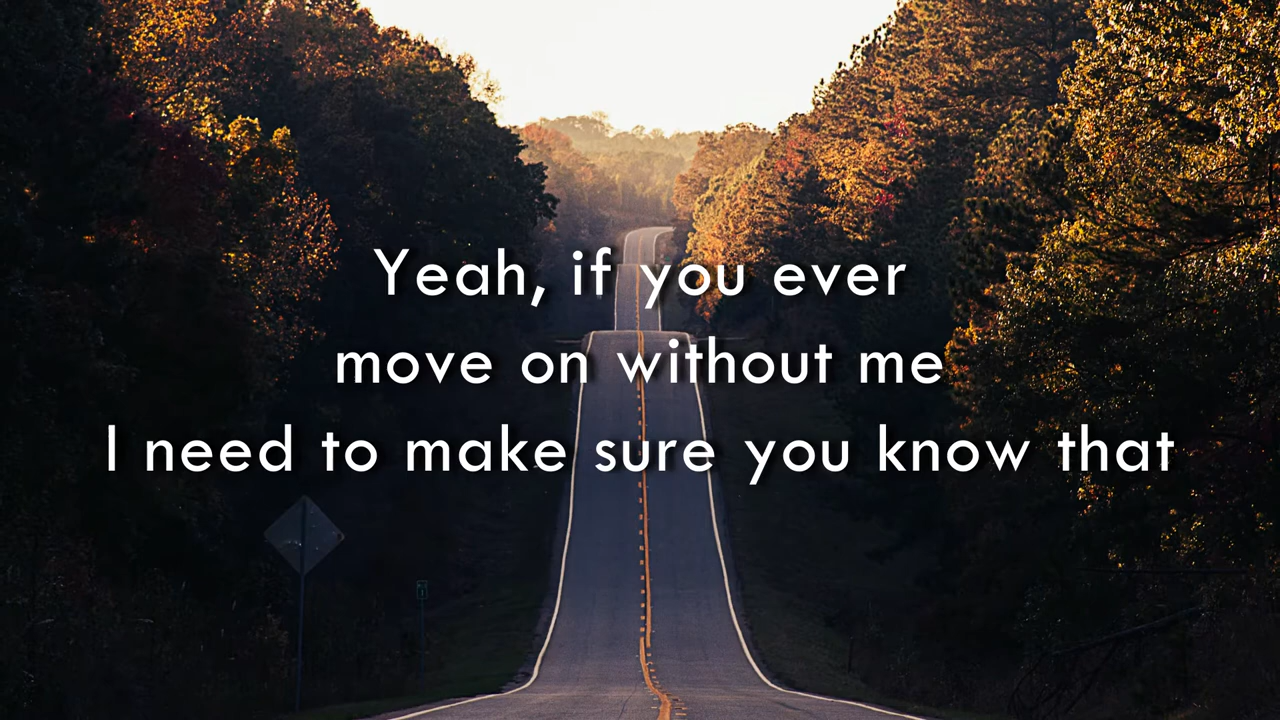 Yeah, if you ever
move on without me
I need to make sure you know that